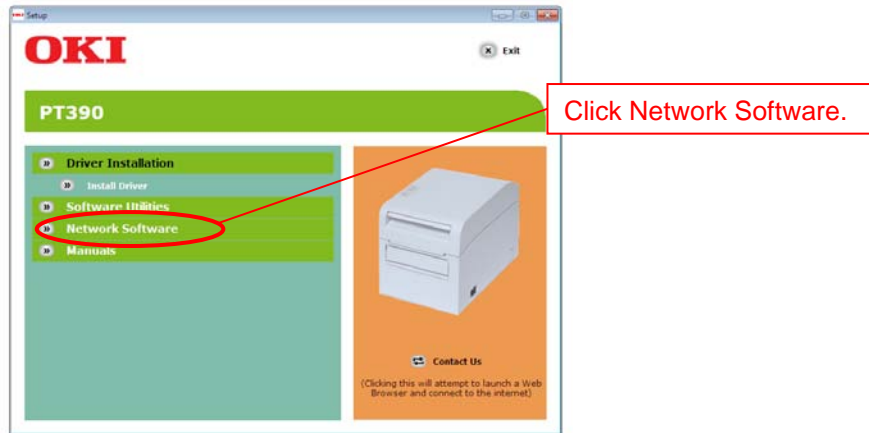 Setup
OKI
Exit
PT390
Click Network Software.
Driver Installation
Install Driver
Software Utilities
Network Software
Manuals
Contact Us
(Clicking this will attempt to launch a Web
Browser and connect to the internet)